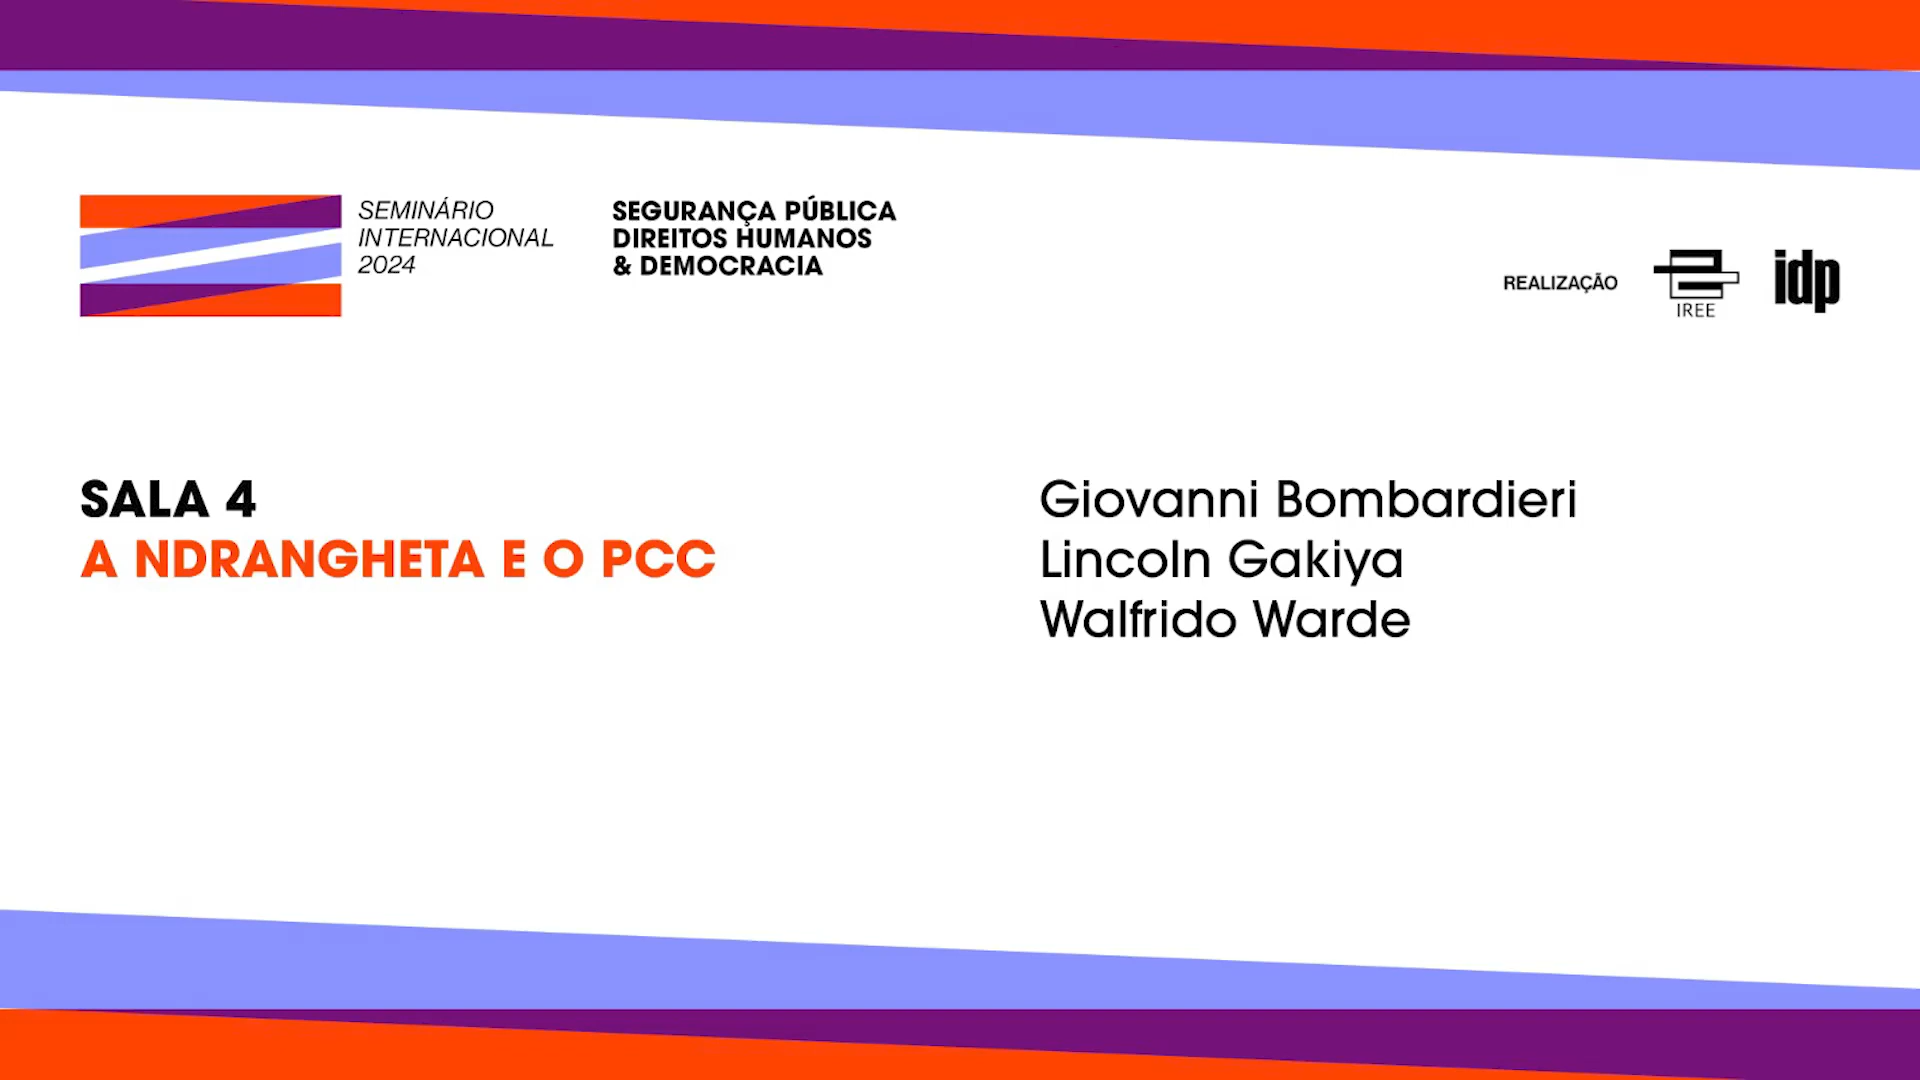 SEMINÁRIO
INTERNACIONAL
2024
SEGURANÇA PÚBLICA
DIREITOS HUMANOS
& DEMOCRACIA
REALIZAÇÃO
IREE
idp
SALA 4
A NDRANGHETA E O PCC
Giovanni Bombardieri
Lincoln Gakiya
Walfrido Warde